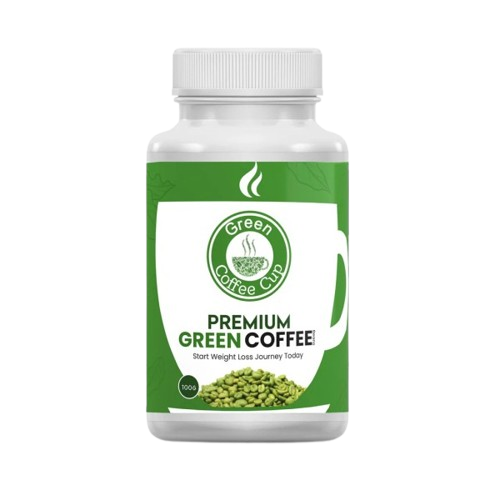 Green
Coffee Cup
PREMIUM
GREEN COFFEE
Start Weight Loss Journey Today
100G